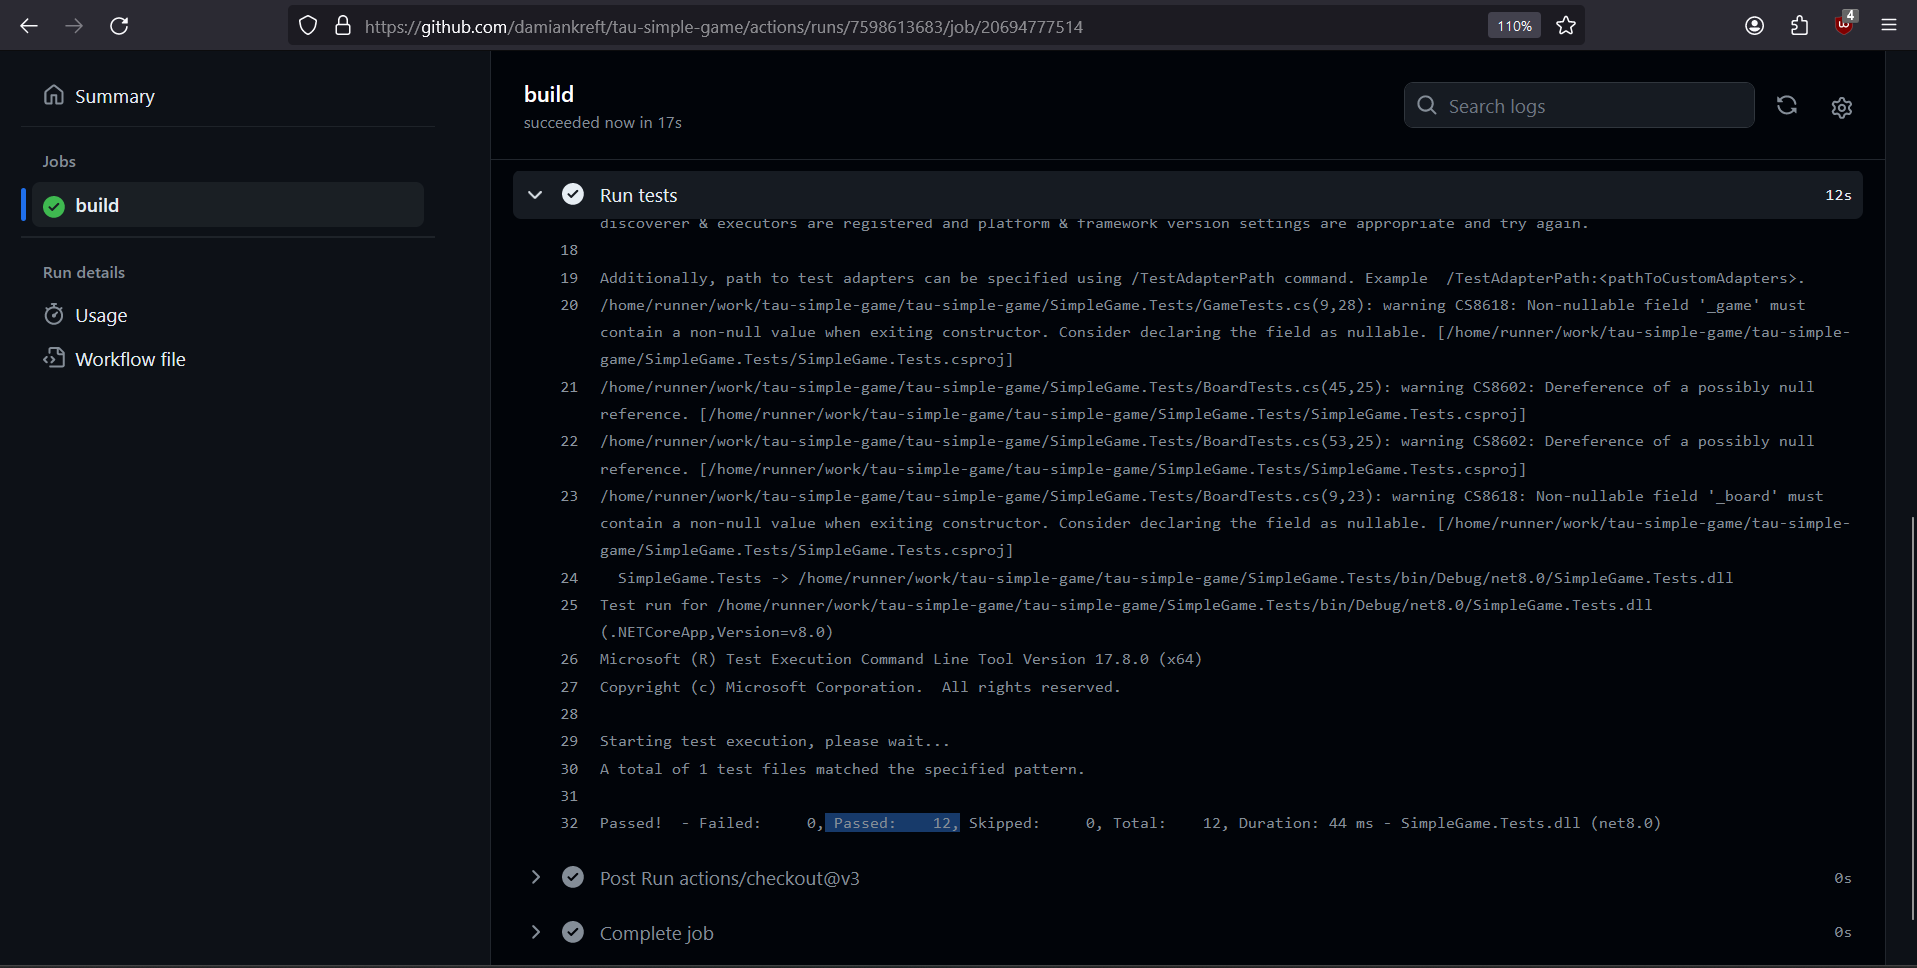 https://github.com/damiankreft/tau-simple-game/actions/runs/7598613683/job/20694777514
110%
4
Summary
Jobs
build
Run details
Usage
Workflow file
build
succeeded now in 17s
Search logs
Run tests
12s
discoverer & executors are registered and platform & framework version settings are appropriate and try again.
18
19 Additionally, path to test adapters can be specified using /TestAdapterPath command. Example  /TestAdapterPath:<pathToCustomAdapters>.
20 /home/runner/work/tau-simple-game/tau-simple-game/SimpleGame.Tests/GameTests.cs(9,28): warning CS8618: Non-nullable field '_game' must
contain a non-null value when exiting constructor. Consider declaring the field as nullable. [/home/runner/work/tau-simple-game/tau-simple-
game/SimpleGame.Tests/SimpleGame.Tests.csproj]
21 /home/runner/work/tau-simple-game/tau-simple-game/SimpleGame.Tests/BoardTests.cs(45,25): warning CS8602: Dereference of a possibly null
reference. [/home/runner/work/tau-simple-game/tau-simple-game/SimpleGame.Tests/SimpleGame.Tests.csproj]
22 /home/runner/work/tau-simple-game/tau-simple-game/SimpleGame.Tests/BoardTests.cs(53,25): warning CS8602: Dereference of a possibly null
reference. [/home/runner/work/tau-simple-game/tau-simple-game/SimpleGame.Tests/SimpleGame.Tests.csproj]
23 /home/runner/work/tau-simple-game/tau-simple-game/SimpleGame.Tests/BoardTests.cs(9,23): warning CS8618: Non-nullable field '_board' must
contain a non-null value when exiting constructor. Consider declaring the field as nullable. [/home/runner/work/tau-simple-game/tau-simple-
game/SimpleGame.Tests/SimpleGame.Tests.csproj]
24   SimpleGame.Tests -> /home/runner/work/tau-simple-game/tau-simple-game/SimpleGame.Tests/bin/Debug/net8.0/SimpleGame.Tests.dll
25 Test run for /home/runner/work/tau-simple-game/tau-simple-game/SimpleGame.Tests/bin/Debug/net8.0/SimpleGame.Tests.dll
(.NETCoreApp,Version=v8.0)
26 Microsoft (R) Test Execution Command Line Tool Version 17.8.0 (x64)
27 Copyright (c) Microsoft Corporation.  All rights reserved.
28
29 Starting test execution, please wait...
30 A total of 1 test files matched the specified pattern.
31
32 Passed!  - Failed:     0, Passed:    12, Skipped:     0, Total:    12, Duration: 44 ms - SimpleGame.Tests.dll (net8.0)
Post Run actions/checkout@v3
0s
Complete job
0s